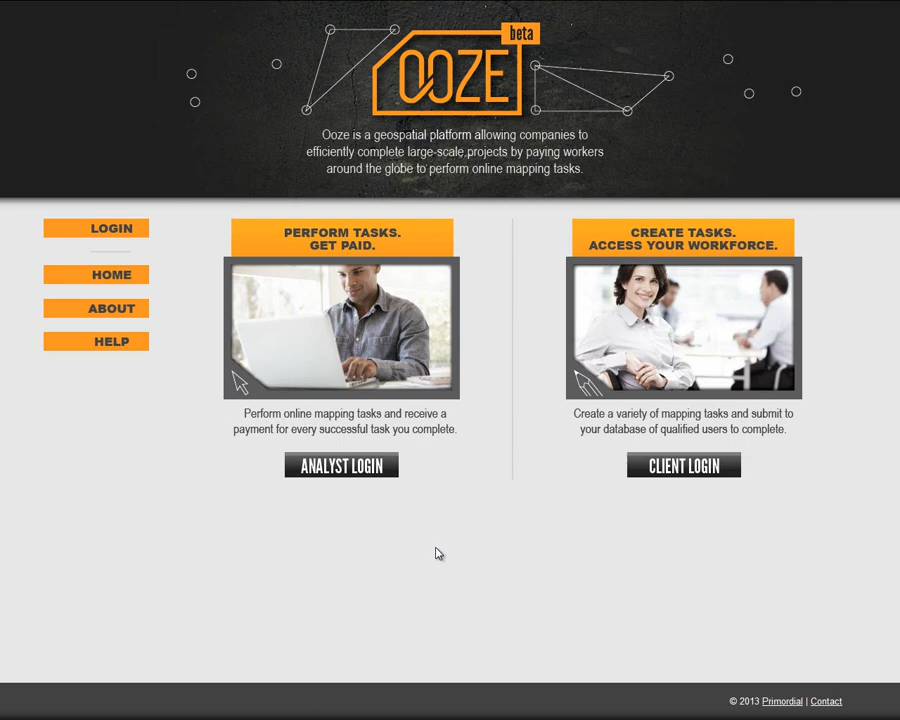 beta
OOZE
Ooze is a geospatial platform allowing companies to
efficiently complete large-scale projects by paying workers
around the globe to perform online mapping tasks.
LOGIN
HOME
ABOUT
HELP
PERFORM TASKS.
GET PAID.
Perform online mapping tasks and receive a
payment for every successful task you complete.
ANALYST LOGIN
CREATE TASKS.
ACCESS YOUR WORKFORCE.
Create a variety of mapping tasks and submit to
your database of qualified users to complete.
CLIENT LOGIN
© 2013 Primordial | Contact